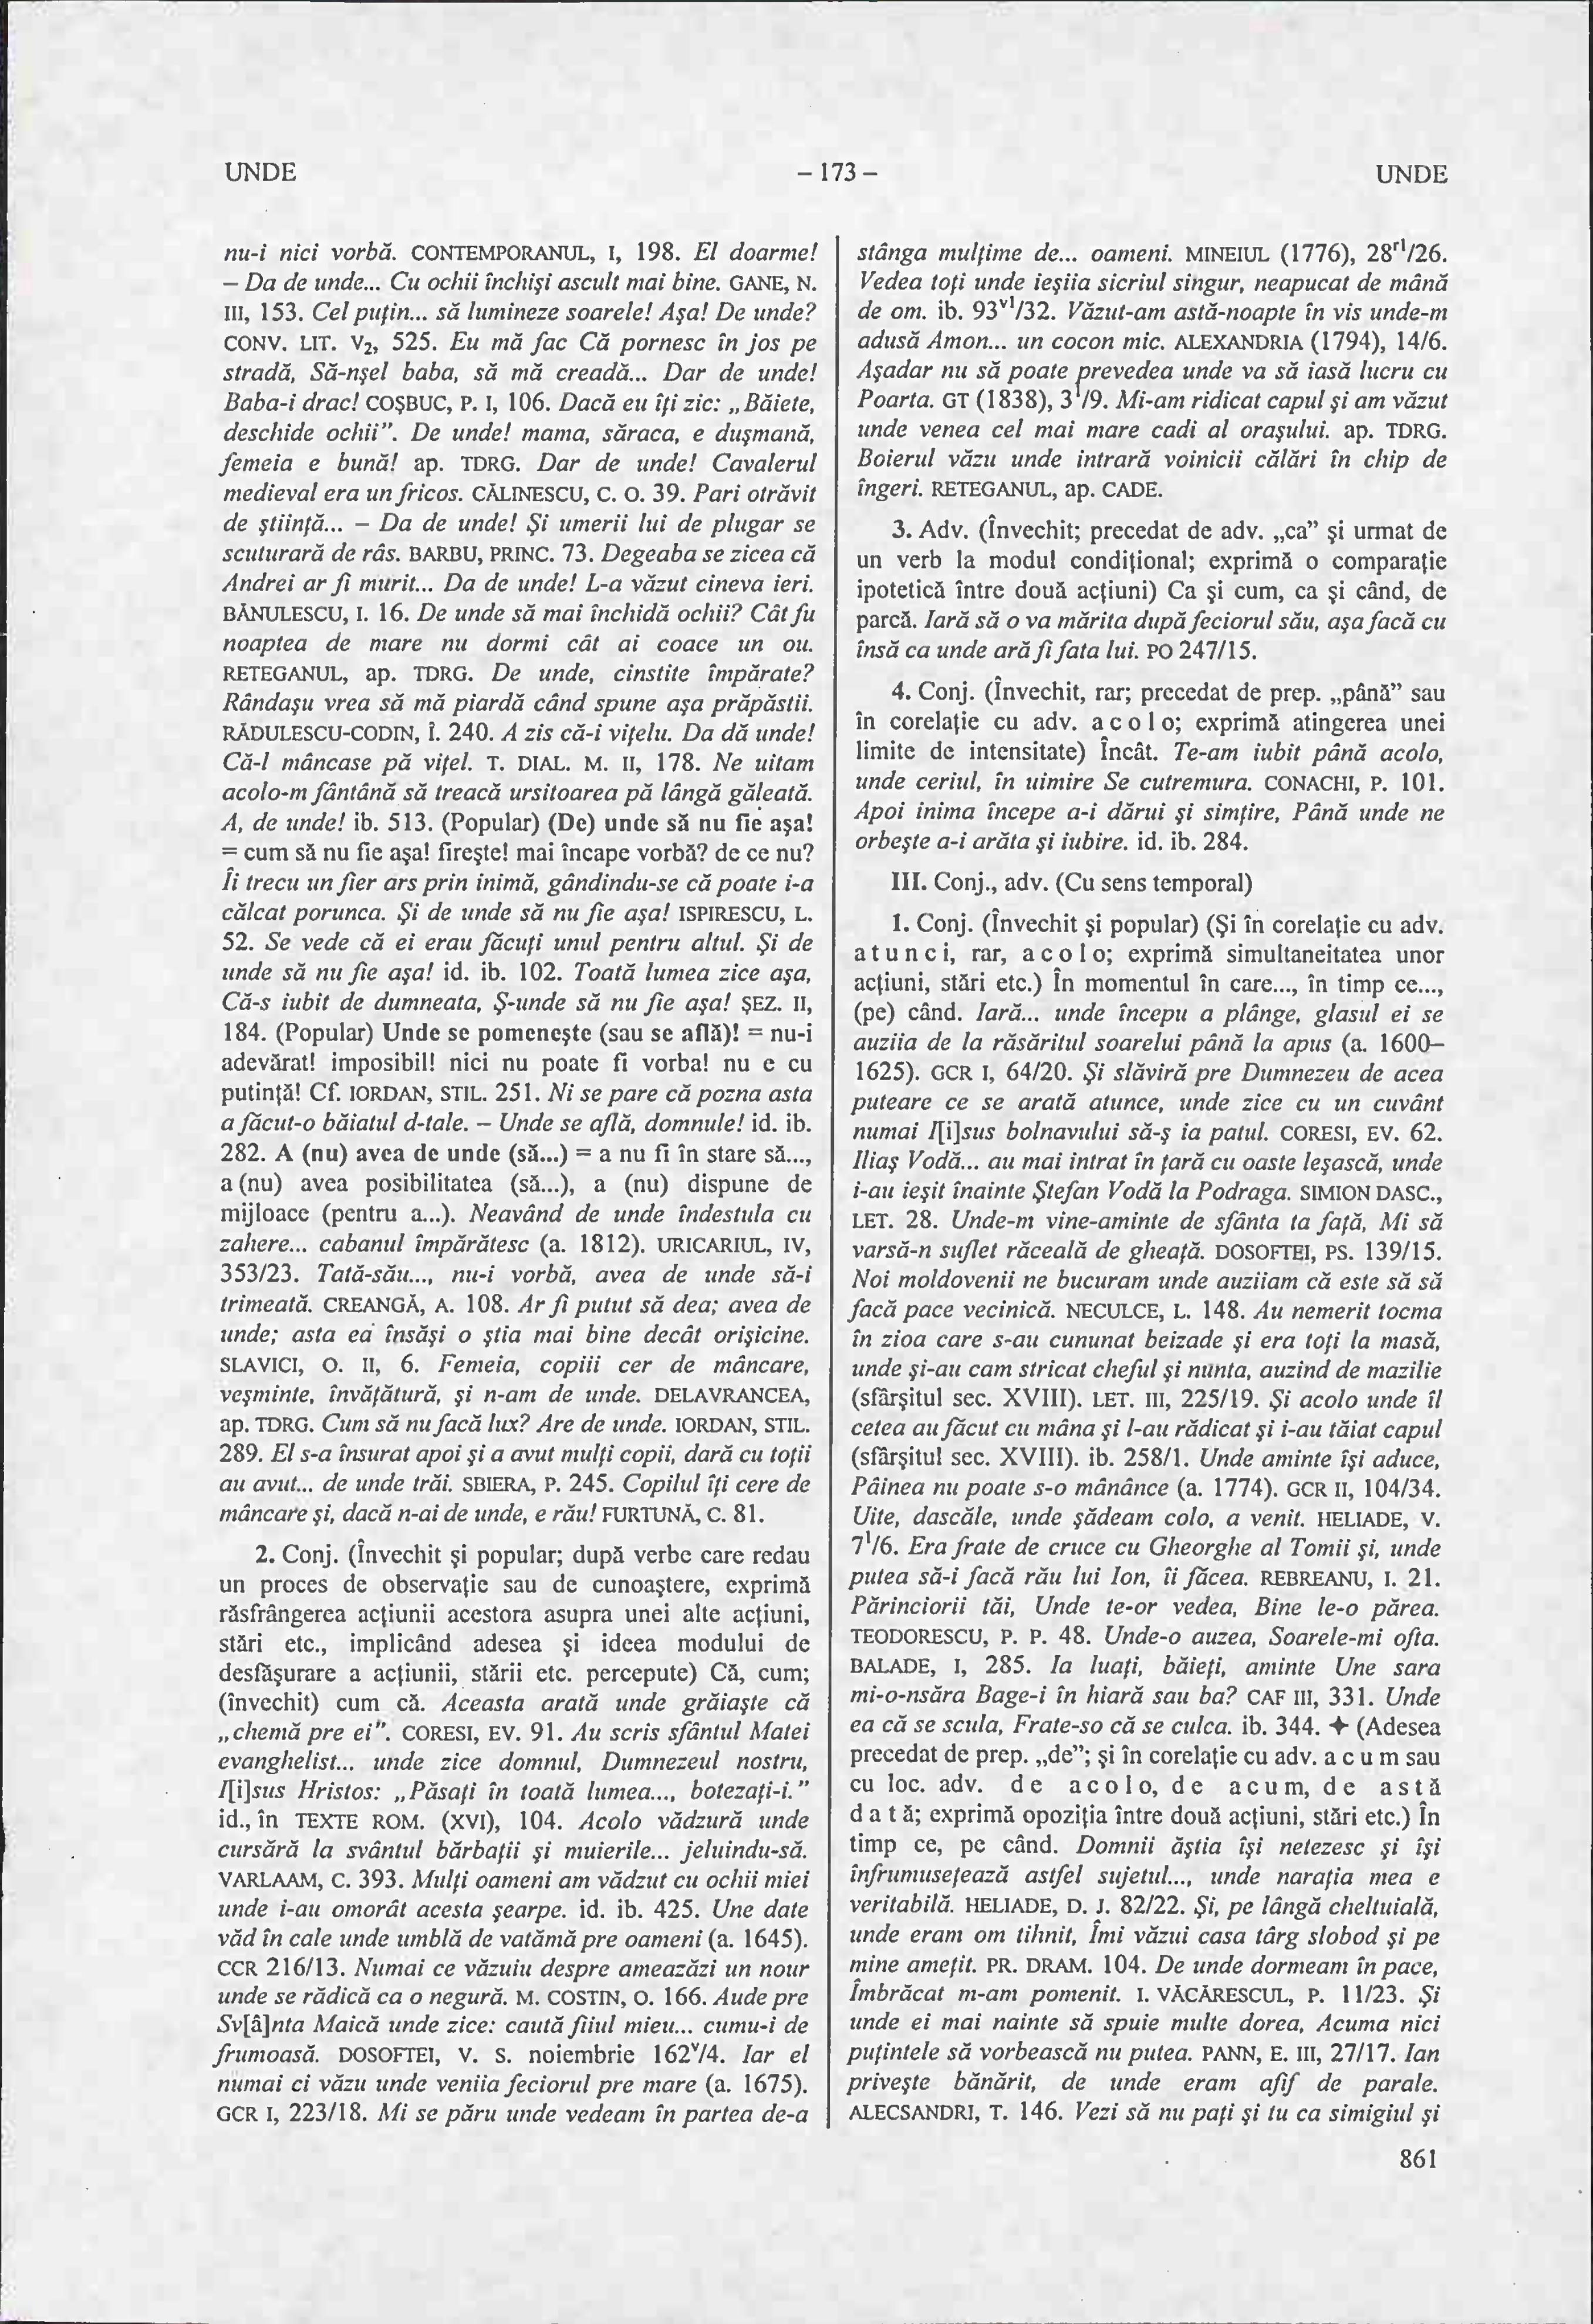 UNDE
– 173 –
UNDE
nu-i nici vorbă. CONTEMPORANUL, I, 198. El doarme!
– Da de unde... Cu ochii închişi ascult mai bine. GANE, N.
III, 153. Cel puţin... să lumineze soarele! Aşa! De unde?
CONV. LIT. V₂, 525. Eu mă fac Că pornesc în jos pe
stradă, Să-nşel baba, să mă creadă... Dar de unde!
Baba-i drac! COŞBUC, P. I, 106. Dacă eu îţi zic: „Băiete,
deschide ochii”. De unde! mama, săraca, e duşmană,
femeia e bună! ap. TDRG. Dar de unde! Cavalerul
medieval era un fricos. CĂLINESCU, C. O. 39. Pari otrăvit
de ştiinţă... – Da de unde! Şi umerii lui de plugar se
scuturară de râs. BARBU, PRINC. 73. Degeaba se zicea că
Andrei ar fi murit... Da de unde! L-a văzut cineva ieri.
BĂNULESCU, I. 16. De unde să mai închidă ochii? Cât fu
noaptea de mare nu dormi cât ai coace un ou.
RETEGANUL, ap. TDRG. De unde, cinstite împărate?
Rândaşu vrea să mă piardă când spune aşa prăpăstii.
RĂDULESCU-CODIN, Î. 240. A zis că-i viţelu. Da dă unde!
Că-l mâncase pă viţel. T. DIAL. M. II, 178. Ne uitam
acolo-m fântână să treacă ursitoarea pă lângă găleată.
A, de unde! ib. 513. (Popular) (De) unde să nu fie aşa!
= cum să nu fie aşa! fireşte! mai încape vorbă? de ce nu?
Îi trecu un fier ars prin inimă, gândindu-se că poate i-a
călcat porunca. Şi de unde să nu fie aşa! ISPIRESCU, L.
52. Se vede că ei erau făcuţi unul pentru altul. Şi de
unde să nu fie aşa! id. ib. 102. Toată lumea zice aşa,
Că-s iubit de dumneata, Ş-unde să nu fie aşa! ŞEZ. II,
184. (Popular) Unde se pomeneşte (sau se află)! = nu-i
adevărat! imposibil! nici nu poate fi vorba! nu e cu
putinţă! Cf. IORDAN, STIL. 251. Ni se pare că pozna asta
a făcut-o băiatul d-tale. – Unde se află, domnule! id. ib.
282. A (nu) avea de unde (să...) = a nu fi în stare să...,
a (nu) avea posibilitatea (să...), a (nu) dispune de
mijloace (pentru a...). Neavând de unde îndestula cu
zahere... cabanul împărătesc (a. 1812). URICARIUL, IV,
353/23. Tată-său..., nu-i vorbă, avea de unde să-i
trimeată. CREANGĂ, A. 108. Ar fi putut să dea; avea de
unde; asta ea însăşi o ştia mai bine decât orişicine.
SLAVICI, O. II, 6. Femeia, copiii cer de mâncare,
veşminte, învăţătură, şi n-am de unde. DELAVRANCEA,
ap. TDRG. Cum să nu facă lux? Are de unde. IORDAN, STIL.
289. El s-a însurat apoi şi a avut mulţi copii, dară cu toţii
au avut... de unde trăi. SBIERA, P. 245. Copilul îţi cere de
mâncare şi, dacă n-ai de unde, e rău! FURTUNĂ, C. 81.
2. Conj. (Învechit şi popular; după verbe care redau
un proces de observaţie sau de cunoaştere, exprimă
răsfrângerea acţiunii acestora asupra unei alte acţiuni,
stări etc., implicând adesea şi ideea modului de
desfăşurare a acţiunii, stării etc. percepute) Că, cum;
(învechit) cum că. Aceasta arată unde grăiaşte că
„chemă pre ei”. CORESI, EV. 91. Au scris sfântul Matei
evanghelist... unde zice domnul, Dumnezeul nostru,
I[i]sus Hristos: „Păsaţi în toată lumea..., botezaţi-i.”
id., în TEXTE ROM. (XVI), 104. Acolo vădzură unde
cursără la svântul bărbaţii şi muierile... jeluindu-să.
VARLAAM, C. 393. Mulţi oameni am vădzut cu ochii miei
unde i-au omorât acesta şearpe. id. ib. 425. Une date
văd în cale unde umblă de vatămă pre oameni (a. 1645).
CCR 216/13. Numai ce văzuiu despre ameazăzi un nour
unde se rădică ca o negură. M. COSTIN, O. 166. Aude pre
Sv[â]nta Maică unde zice: caută fiiul mieu... cumu-i de
frumoasă. DOSOFTEI, V. S. noiembrie 162ᵛ/4. Iar el
numai ci văzu unde veniia feciorul pre mare (a. 1675).
GCR I, 223/18. Mi se păru unde vedeam în partea de-a
stânga mulţime de... oameni. MINEIUL (1776), 28ʳ¹/26.
Vedea toţi unde ieşiia sicriul singur, neapucat de mână
de om. ib. 93ᵛ¹/32. Văzut-am astă-noapte în vis unde-m
adusă Amon... un cocon mic. ALEXANDRIA (1794), 14/6.
Aşadar nu să poate prevedea unde va să iasă lucru cu
Poarta. GT (1838), 3¹/9. Mi-am ridicat capul şi am văzut
unde venea cel mai mare cadi al oraşului. ap. TDRG.
Boierul văzu unde intrară voinicii călări în chip de
îngeri. RETEGANUL, ap. CADE.
3. Adv. (Învechit; precedat de adv. „ca” şi urmat de
un verb la modul condiţional; exprimă o comparaţie
ipotetică între două acţiuni) Ca şi cum, ca şi când, de
parcă. Iară să o va mărita după feciorul său, aşa facă cu
însă ca unde ară fi fata lui. PO 247/15.
4. Conj. (Învechit, rar; precedat de prep. „până” sau
în corelaţie cu adv. acolo; exprimă atingerea unei
limite de intensitate) Încât. Te-am iubit până acolo,
unde ceriul, în uimire Se cutremura. CONACHI, P. 101.
Apoi inima începe a-i dărui şi simţire, Până unde ne
orbeşte a-i arăta şi iubire. id. ib. 284.
III. Conj., adv. (Cu sens temporal)
1. Conj. (Învechit şi popular) (Şi în corelaţie cu adv.
atunci, rar, acolo; exprimă simultaneitatea unor
acţiuni, stări etc.) În momentul în care..., în timp ce...,
(pe) când. Iară... unde începu a plânge, glasul ei se
auziia de la răsăritul soarelui până la apus (a. 1600–
1625). GCR I, 64/20. Şi slăviră pre Dumnezeu de acea
puteare ce se arată atunce, unde zice cu un cuvânt
numai I[i]sus bolnavului să-ş ia patul. CORESI, EV. 62.
Iliaş Vodă... au mai intrat în ţară cu oaste leşască, unde
i-au ieşit înainte Ştefan Vodă la Podraga. SIMION DASC.,
LET. 28. Unde-m vine-aminte de sfânta ta faţă, Mi să
varsă-n suflet răceală de gheaţă. DOSOFTEI, PS. 139/15.
Noi moldovenii ne bucuram unde auziiam că este să să
facă pace vecinică. NECULCE, L. 148. Au nemerit tocma
în zioa care s-au cununat beizade şi era toţi la masă,
unde şi-au cam stricat cheful şi nunta, auzind de mazilie
(sfârşitul sec. XVIII). LET. III, 225/19. Şi acolo unde îl
cetea au făcut cu mâna şi l-au rădicat şi i-au tăiat capul
(sfârşitul sec. XVIII). ib. 258/1. Unde aminte îşi aduce,
Pâinea nu poate s-o mănânce (a. 1774). GCR II, 104/34.
Uite, dascăle, unde şădeam colo, a venit. HELIADE, V.
7¹/6. Era frate de cruce cu Gheorghe al Tomii şi, unde
putea să-i facă rău lui Ion, îi făcea. REBREANU, I. 21.
Părinciorii tăi, Unde te-or vedea, Bine le-o părea.
TEODORESCU, P. P. 48. Unde-o auzea, Soarele-mi ofta.
BALADE, I, 285. Ia luaţi, băieţi, aminte Une sara
mi-o-nsăra Bage-i în hiară sau ba? CAF III, 331. Unde
ea că se scula, Frate-so că se culca. ib. 344. ✦ (Adesea
precedat de prep. „de”; şi în corelaţie cu adv. acum sau
cu loc. adv. de acolo, de acum, de astă
dată; exprimă opoziţia între două acţiuni, stări etc.) În
timp ce, pe când. Domnii ăştia îşi netezesc şi îşi
înfrumuseţează astfel sujetul..., unde naraţia mea e
veritabilă. HELIADE, D. J. 82/22. Şi, pe lângă cheltuială,
unde eram om tihnit, Îmi văzui casa târg slobod şi pe
mine ameţit. PR. DRAM. 104. De unde dormeam în pace,
Îmbrăcat m-am pomenit. I. VĂCĂRESCUL, P. 11/23. Şi
unde ei mai nainte să spuie multe dorea, Acuma nici
puţintele să vorbească nu putea. PANN, E. III, 27/17. Ian
priveşte bănărit, de unde eram afif de parale.
ALECSANDRI, T. 146. Vezi să nu paţi şi tu ca simigiul şi
861